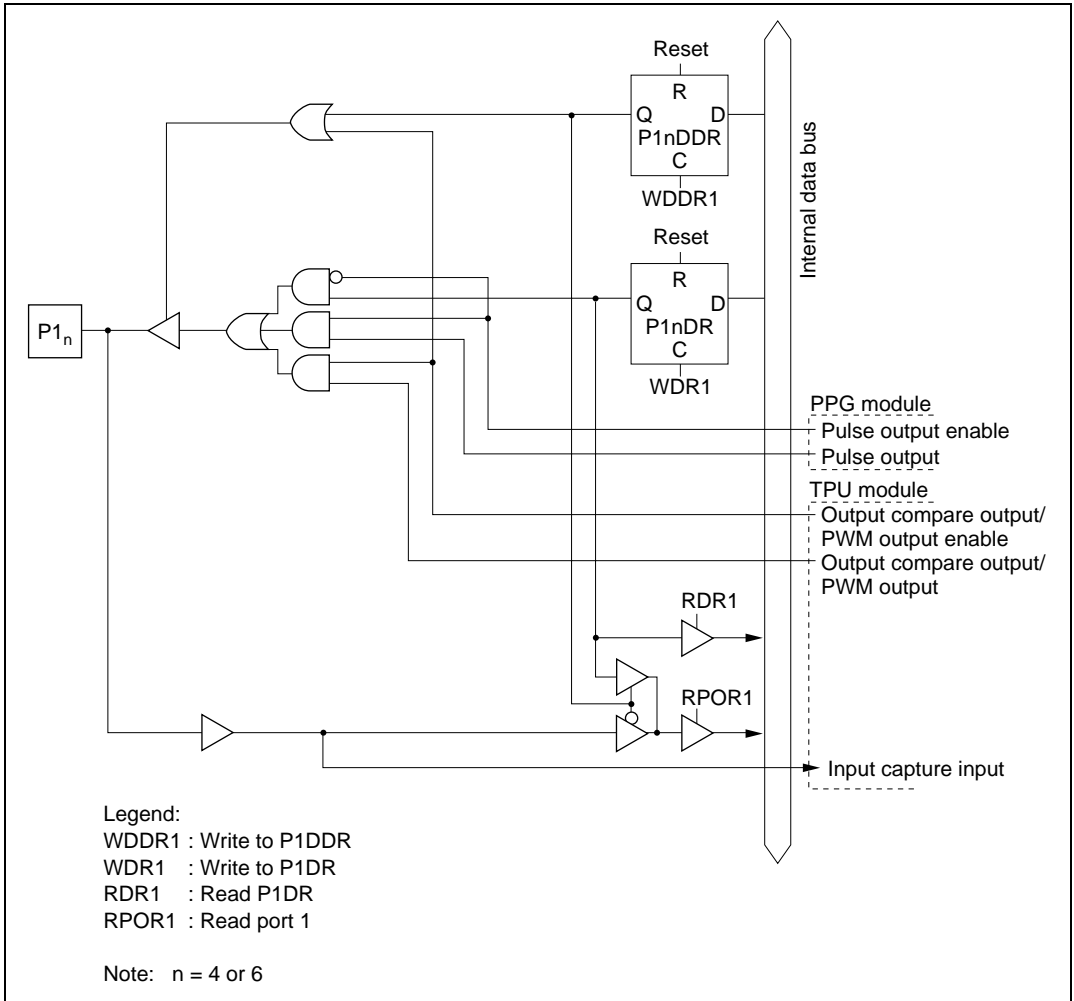 Reset
R
Q D
P1nDDR
C
WDDR1
Internal data bus
Reset
R
Q D
P1nDR
C
WDR1
P1n
PPG module
Pulse output enable
Pulse output
TPU module
Output compare output/
PWM output enable
Output compare output/
PWM output
RDR1
RPOR1
Input capture input
Legend:
WDDR1 : Write to P1DDR
WDR1 : Write to P1DR
RDR1 : Read P1DR
RPOR1 : Read port 1
Note: n = 4 or 6